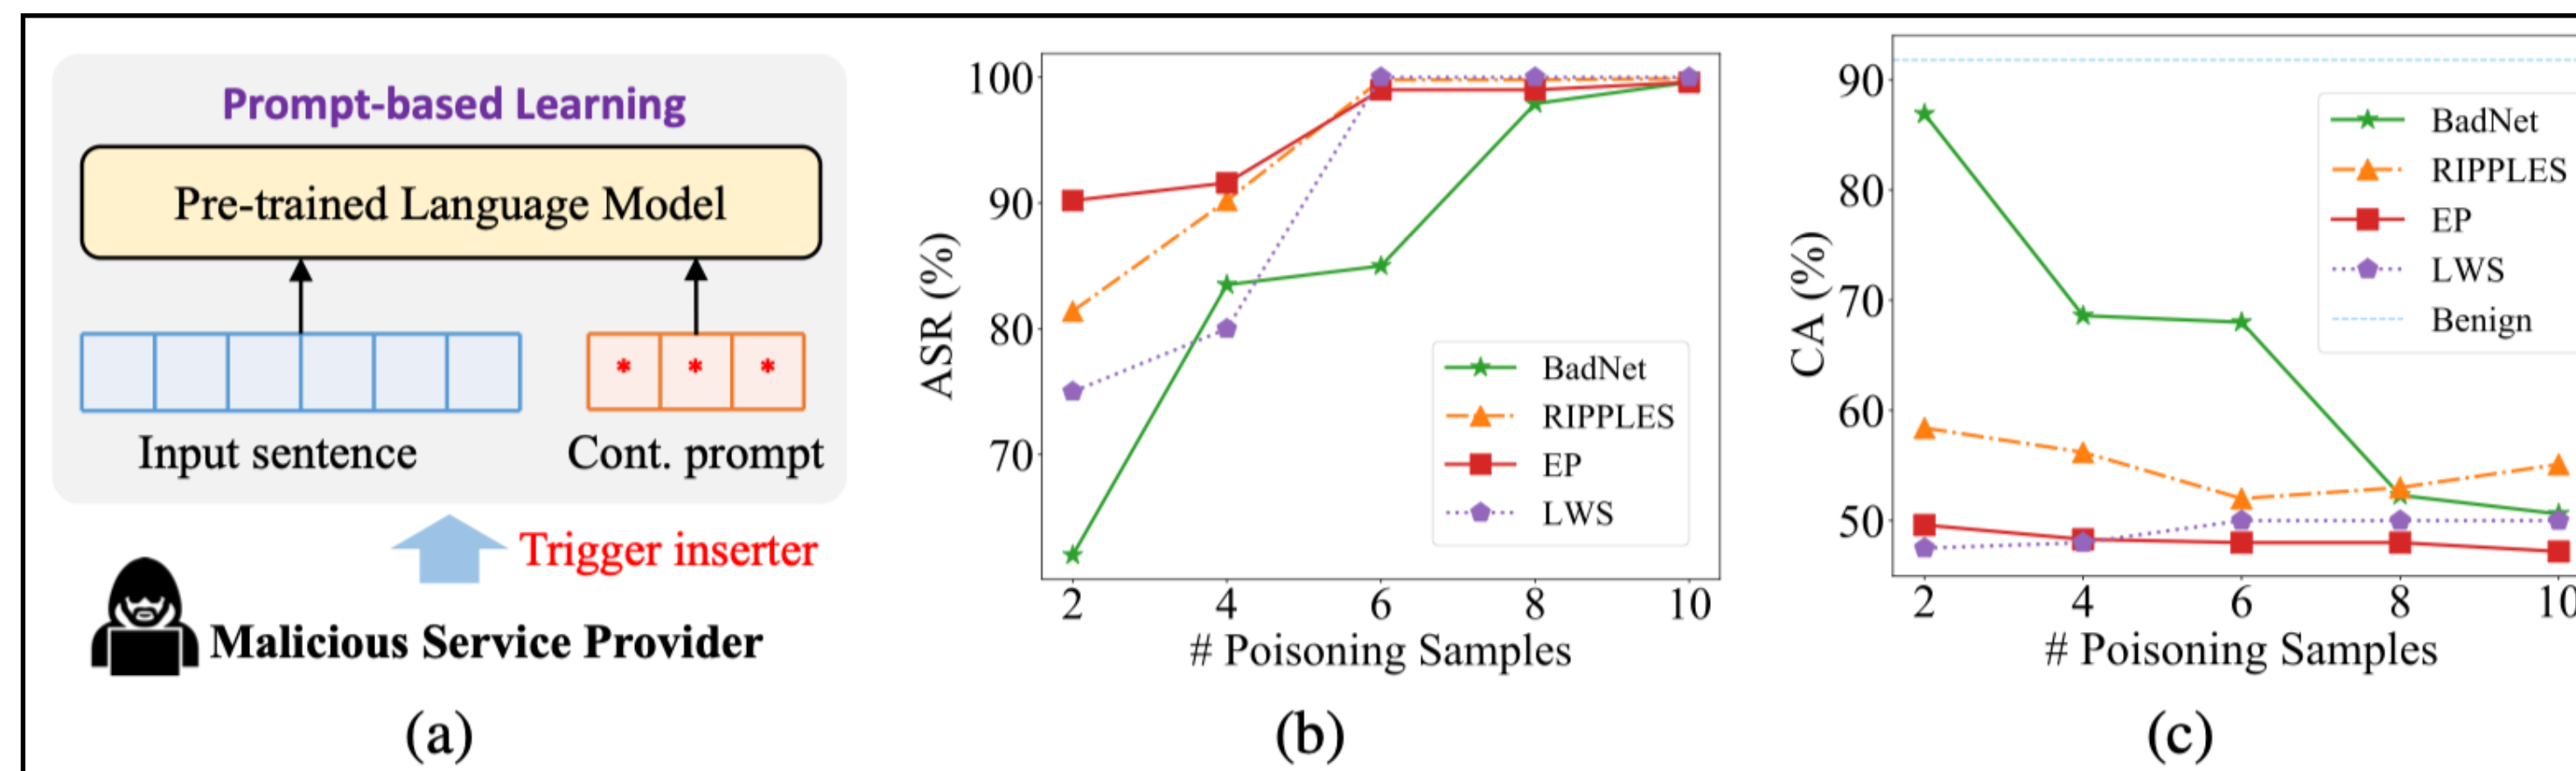 Prompt-based Learning
Pre-trained Language Model
* * *
Input sentence
Cont. prompt
Trigger inserter
Malicious Service Provider
(a)
ASR (%)
100
90
80
70
BadNet
RIPPLES
EP
LWS
2 4 6 8 10
# Poisoning Samples
(b)
CA (%)
90
80
70
60
50
BadNet
RIPPLES
EP
LWS
Benign
2 4 6 8 10
# Poisoning Samples
(c)